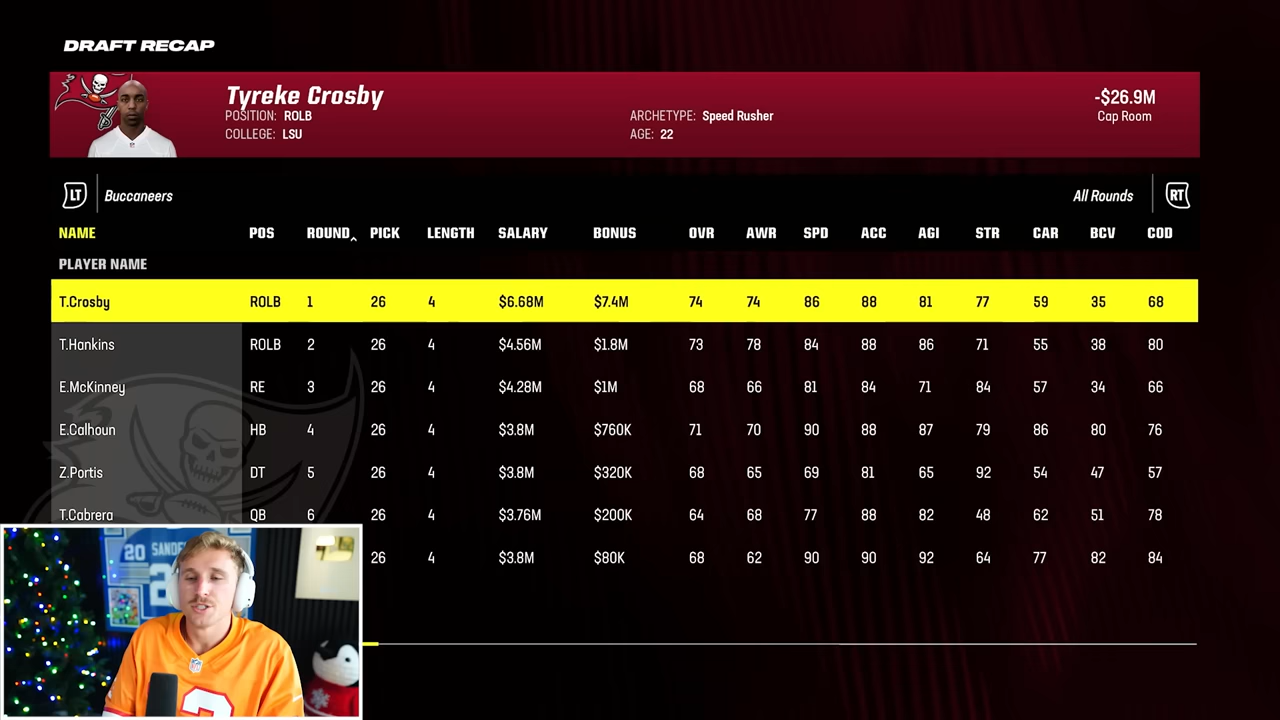 DRAFT RECAP
Tyreke Crosby
POSITION: ROLB
COLLEGE: LSU
ARCHETYPE: Speed Rusher
AGE: 22
-$26.9M
Cap Room
LT Buccaneers All Rounds RT
NAME POS ROUND PICK LENGTH SALARY BONUS OVR AWR SPD ACC AGI STR CAR BCV COD
PLAYER NAME
T.Crosby ROLB 1 26 4 $6.68M $7.4M 74 74 86 88 81 77 59 35 68
T.Hankins ROLB 2 26 4 $4.56M $1.8M 73 78 84 88 86 71 55 38 80
E.McKinney RE 3 26 4 $4.28M $1M 68 66 81 84 71 84 57 34 66
E.Calhoun HB 4 26 4 $3.8M $760K 71 70 90 88 87 79 86 80 76
Z.Portis DT 5 26 4 $3.8M $320K 68 65 69 81 65 92 54 47 57
T.Cabrera QB 6 26 4 $3.76M $200K 64 68 77 88 82 48 62 51 78
26 4 $3.8M $80K 68 62 90 90 92 64 77 82 84
20 SANDE